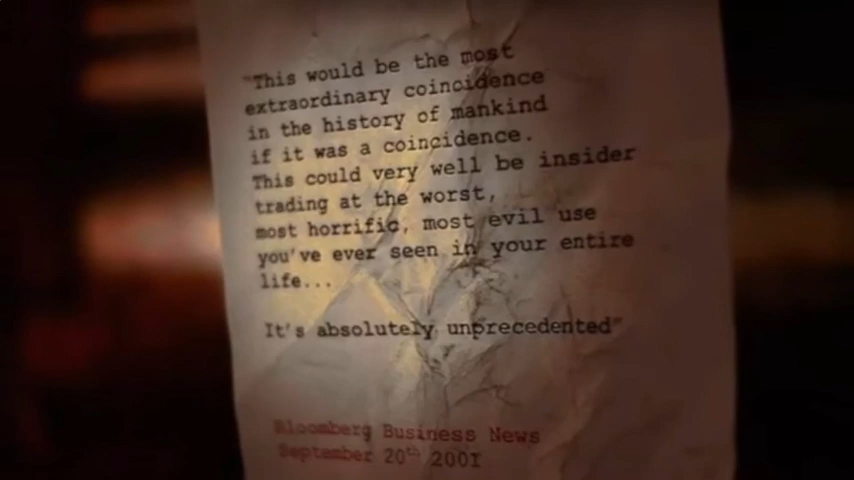 "This would be the most
extraordinary coincidence
in the history of mankind
if it was a coincidence.
This could very well be insider
trading at the worst,
most horrific, most evil use
you've ever seen in your entire
life...
It's absolutely unprecedented"
Bloomberg Business News
September 20th 2001